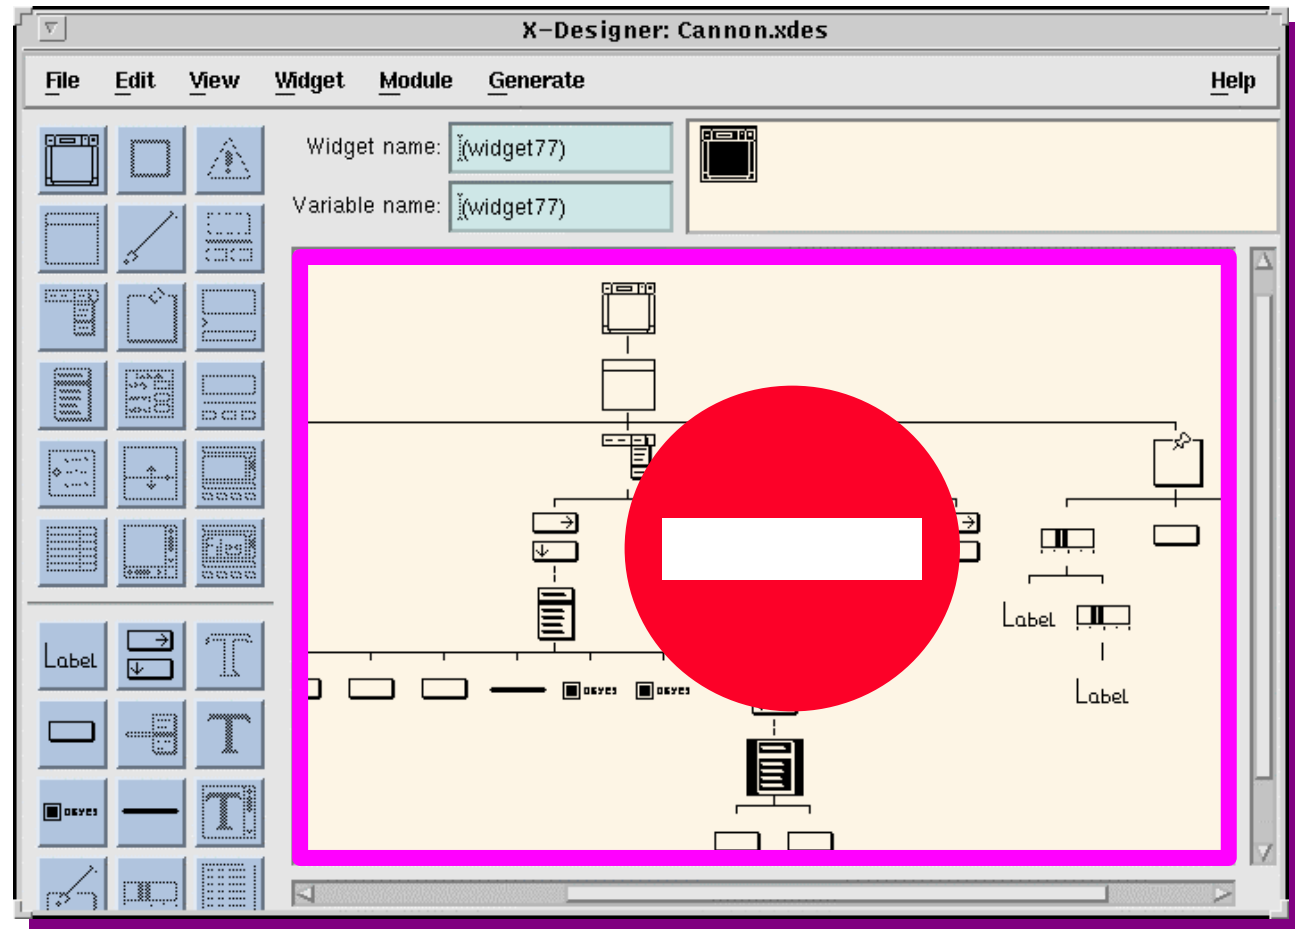 X-Designer: Cannon.xdes
File Edit View Widget Module Generate Help
Widget name: (widget77)
Variable name: (widget77)
Label
Label
Label
T
T
T